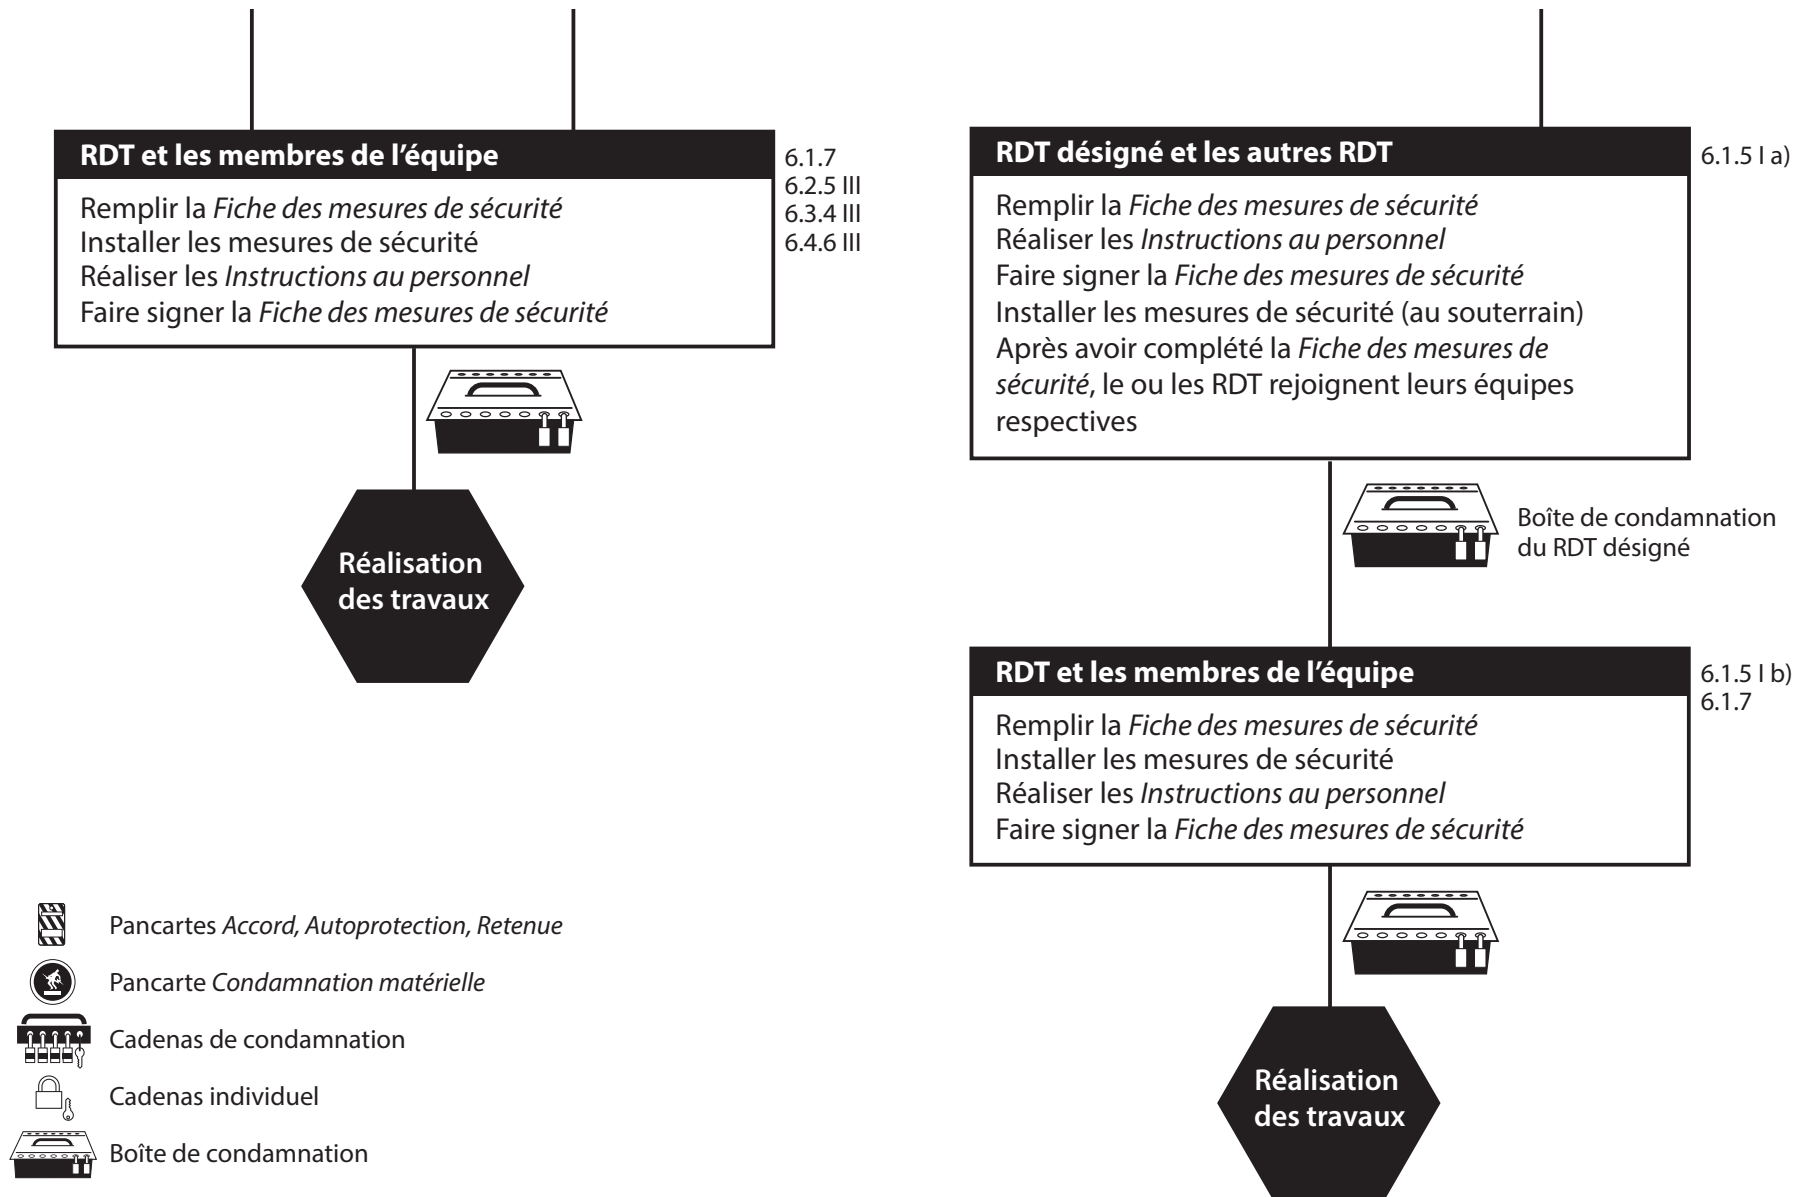 RDT et les membres de l’équipe
6.1.7
6.2.5 III
6.3.4 III
6.4.6 III
Remplir la Fiche des mesures de sécurité
Installer les mesures de sécurité
Réaliser les Instructions au personnel
Faire signer la Fiche des mesures de sécurité
Réalisation
des travaux
RDT désigné et les autres RDT
6.1.5 I a)
Remplir la Fiche des mesures de sécurité
Réaliser les Instructions au personnel
Faire signer la Fiche des mesures de sécurité
Installer les mesures de sécurité (au souterrain)
Après avoir complété la Fiche des mesures de
sécurité, le ou les RDT rejoignent leurs équipes
respectives
Boîte de condamnation
du RDT désigné
RDT et les membres de l’équipe
6.1.5 I b)
6.1.7
Remplir la Fiche des mesures de sécurité
Installer les mesures de sécurité
Réaliser les Instructions au personnel
Faire signer la Fiche des mesures de sécurité
Réalisation
des travaux
Pancartes Accord, Autoprotection, Retenue
Pancarte Condamnation matérielle
Cadenas de condamnation
Cadenas individuel
Boîte de condamnation